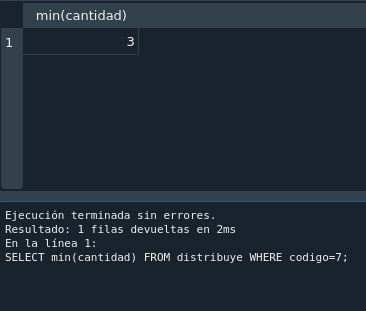 min(cantidad)
1 3
Ejecución terminada sin errores.
Resultado: 1 filas devueltas en 2ms
En la línea 1:
SELECT min(cantidad) FROM distribuye WHERE codigo=7;